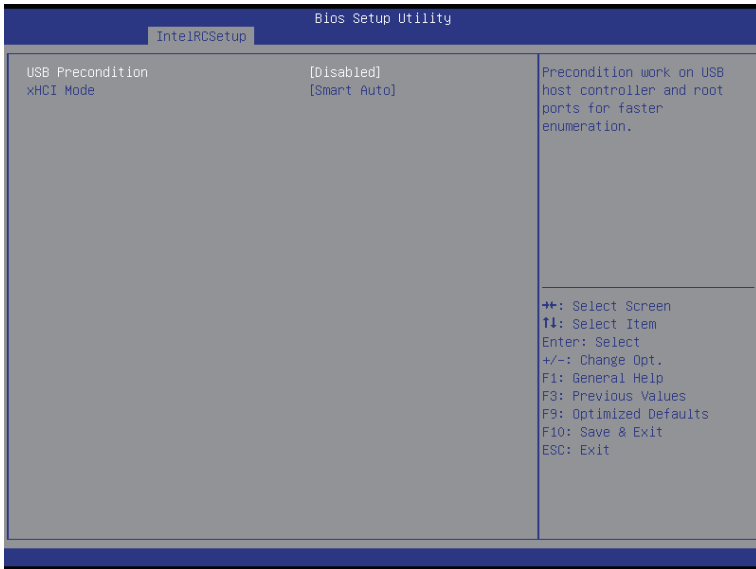 Bios Setup Utility
IntelRCSetup
USB Precondition [Disabled]
xHCI Mode [Smart Auto]
Precondition work on USB
host controller and root
ports for faster
enumeration.
→←: Select Screen
↑↓: Select Item
Enter: Select
+/-: Change Opt.
F1: General Help
F3: Previous Values
F9: Optimized Defaults
F10: Save & Exit
ESC: Exit